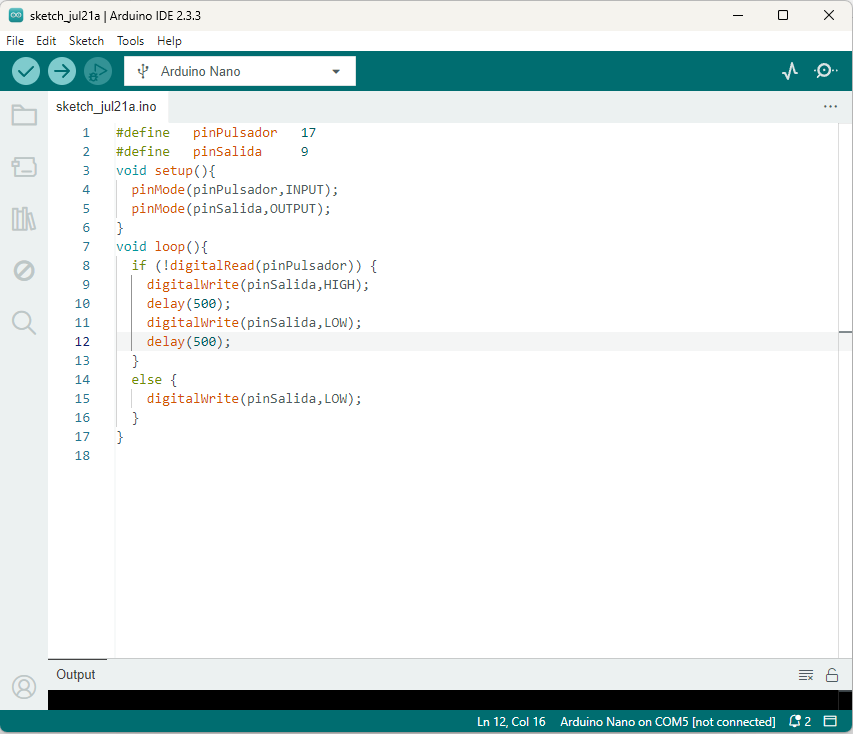 sketch_jul21a | Arduino IDE 2.3.3
File Edit Sketch Tools Help
Arduino Nano
sketch_jul21a.ino
1 #define   pinPulsador   17
2 #define   pinSalida     9
3 void setup(){
4   pinMode(pinPulsador,INPUT);
5   pinMode(pinSalida,OUTPUT);
6 }
7 void loop(){
8   if (!digitalRead(pinPulsador)) {
9     digitalWrite(pinSalida,HIGH);
10     delay(500);
11     digitalWrite(pinSalida,LOW);
12     delay(500);
13   }
14   else {
15     digitalWrite(pinSalida,LOW);
16   }
17 }
18
Output
Ln 12, Col 16 Arduino Nano on COM5 [not connected] 2